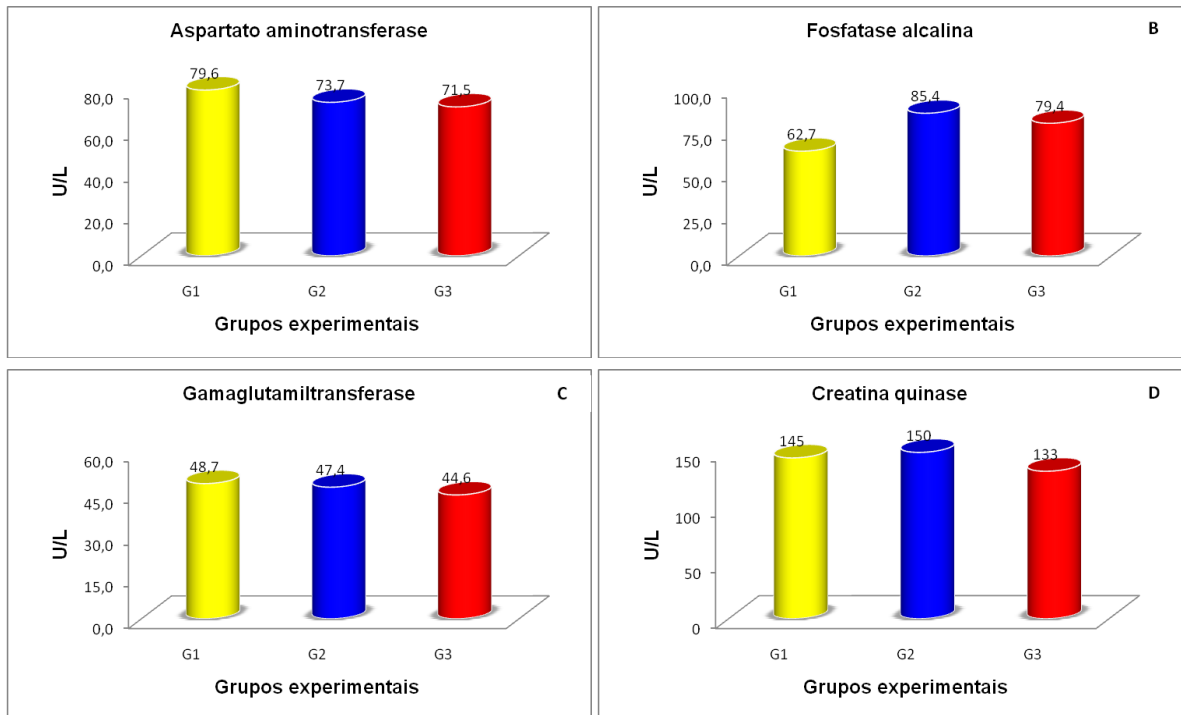 Aspartato aminotransferase
79,6
73,7
71,5
80,0
60,0
40,0
20,0
0,0
U/L
G1
G2
G3
Grupos experimentais
Fosfatase alcalina
B
62,7
85,4
79,4
100,0
75,0
50,0
25,0
0,0
U/L
G1
G2
G3
Grupos experimentais
Gamaglutamiltransferase
C
48,7
47,4
44,6
60,0
45,0
30,0
15,0
0,0
U/L
G1
G2
G3
Grupos experimentais
Creatina quinase
D
145
150
133
150
100
50
0
U/L
G1
G2
G3
Grupos experimentais